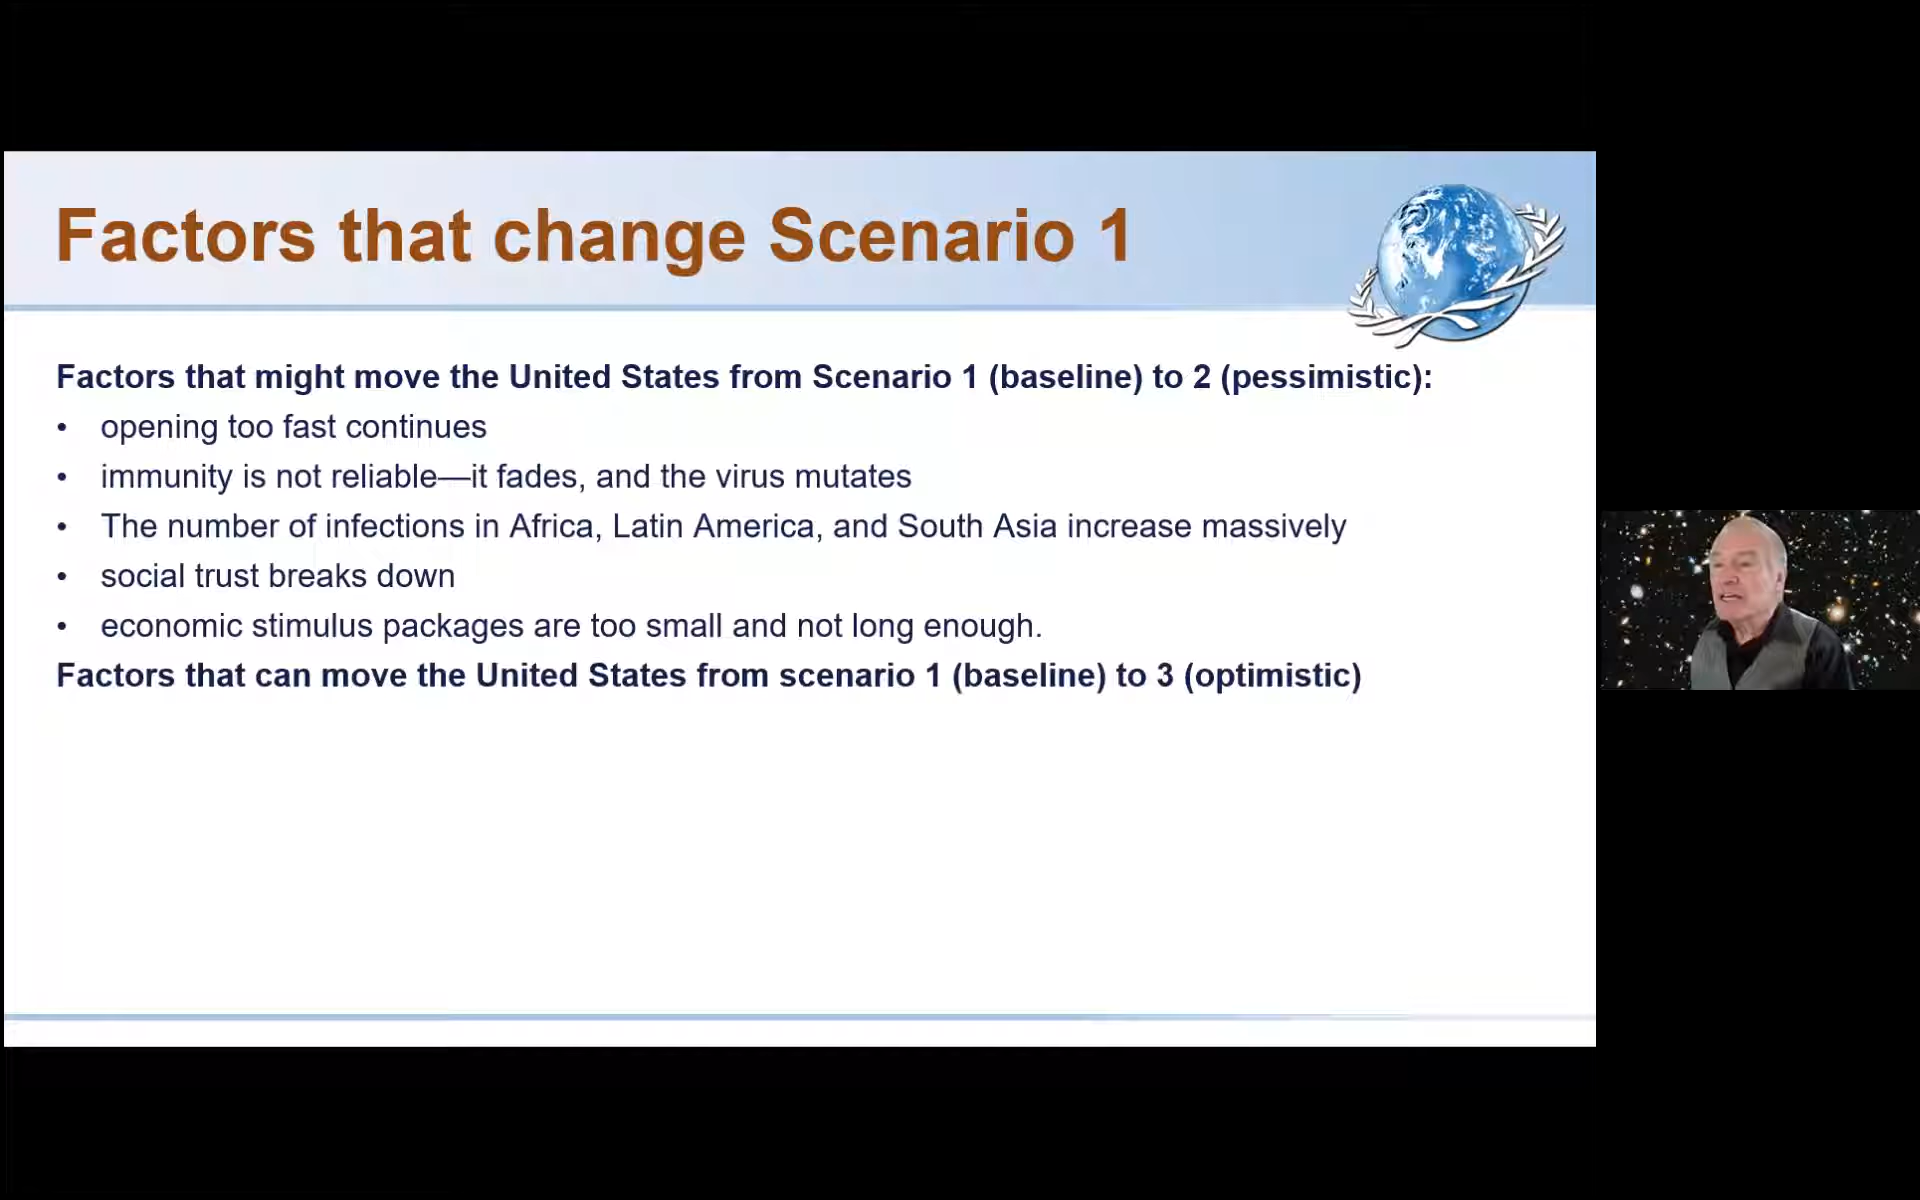 Factors that change Scenario 1
Factors that might move the United States from Scenario 1 (baseline) to 2 (pessimistic):
• opening too fast continues
• immunity is not reliable—it fades, and the virus mutates
• The number of infections in Africa, Latin America, and South Asia increase massively
• social trust breaks down
• economic stimulus packages are too small and not long enough.
Factors that can move the United States from scenario 1 (baseline) to 3 (optimistic)